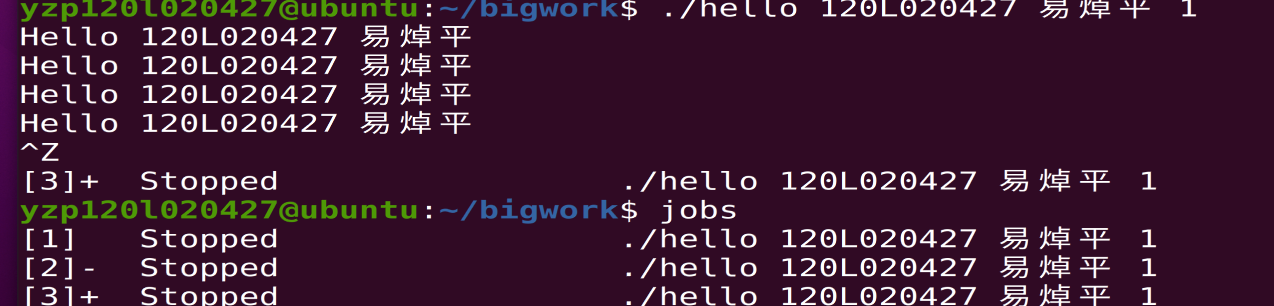 yzp120l020427@ubuntu:~/bigwork$ ./hello 120L020427 易焯平 1
Hello 120L020427 易焯平
Hello 120L020427 易焯平
Hello 120L020427 易焯平
Hello 120L020427 易焯平
^Z
[3]+  Stopped                 ./hello 120L020427 易焯平 1
yzp120l020427@ubuntu:~/bigwork$ jobs
[1]   Stopped                 ./hello 120L020427 易焯平 1
[2]-  Stopped                 ./hello 120L020427 易焯平 1
[3]+  Stopped                 ./hello 120L020427 易焯平 1